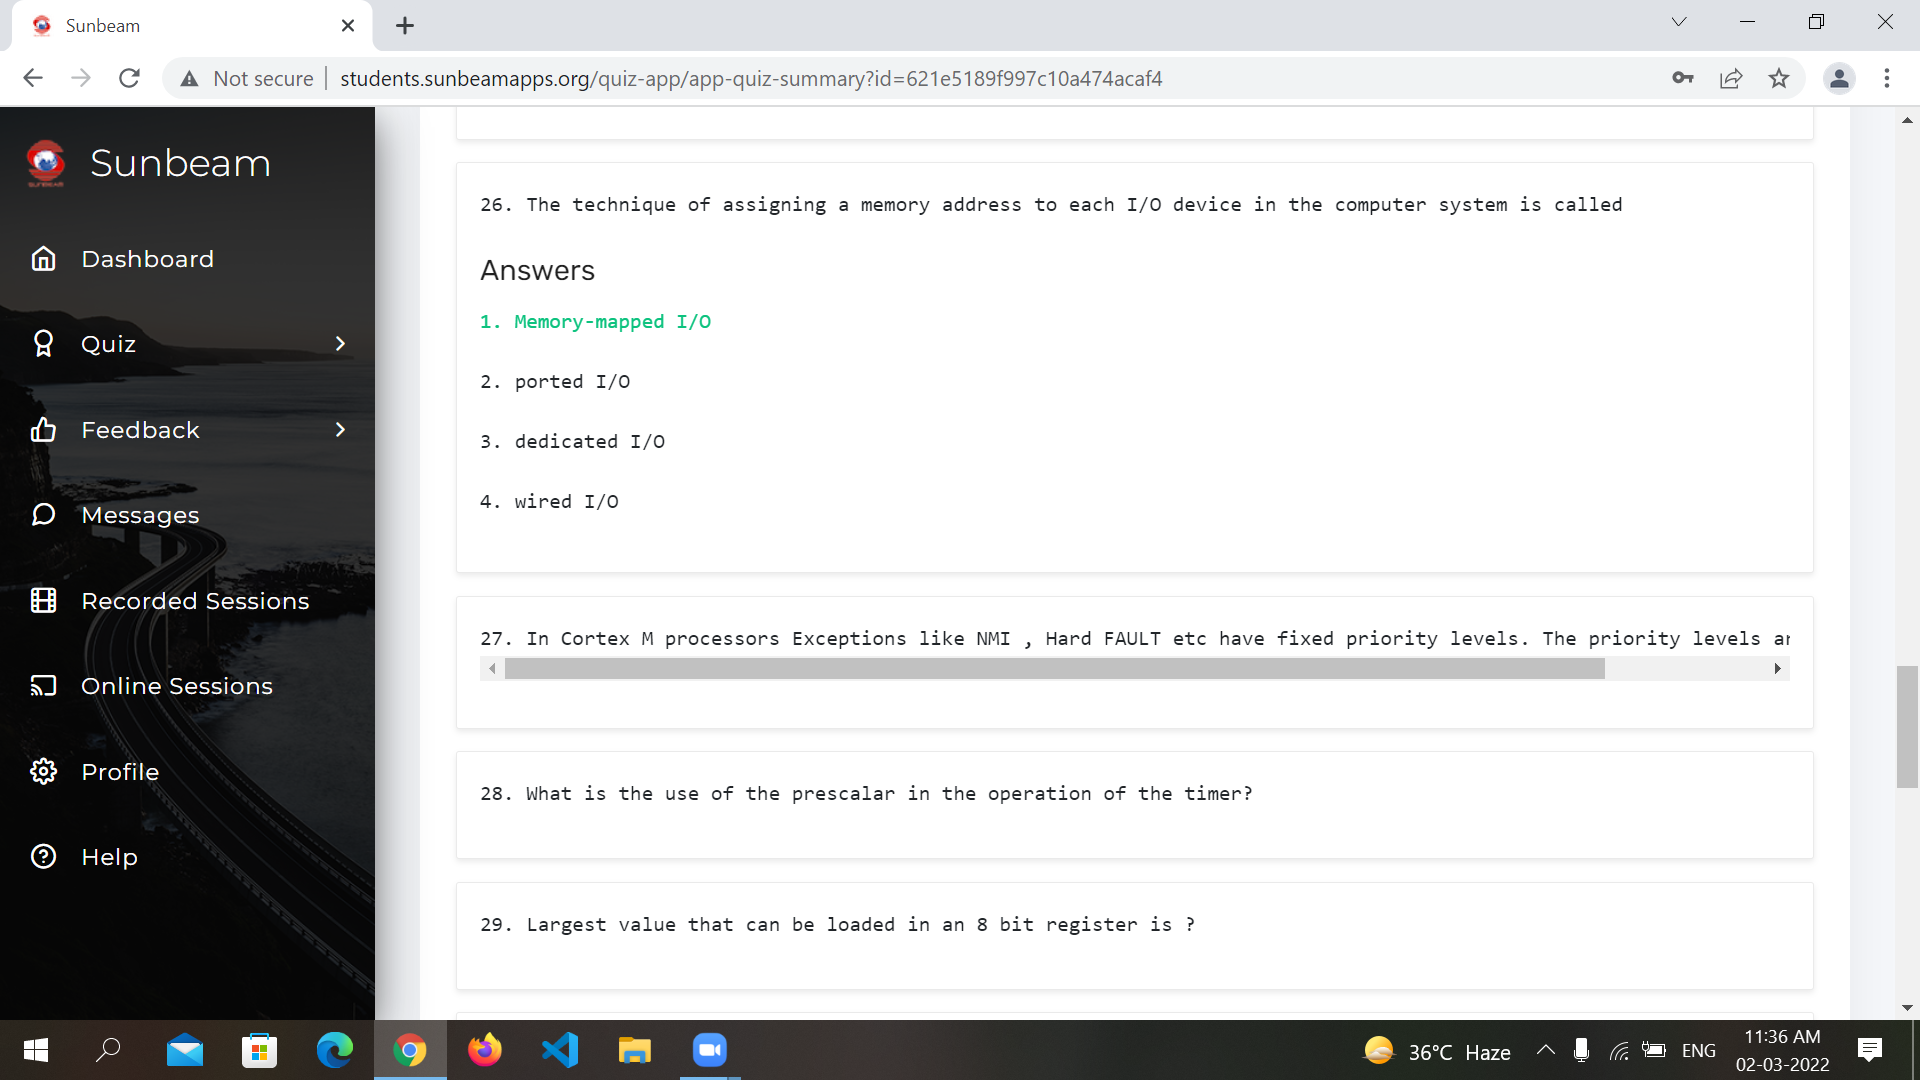 Sunbeam
Not secure
students.sunbeamapps.org/quiz-app/app-quiz-summary?id=621e5189f997c10a474acaf4
Sunbeam
Dashboard
Quiz
Feedback
Messages
Recorded Sessions
Online Sessions
Profile
Help
26. The technique of assigning a memory address to each I/O device in the computer system is called
Answers
1. Memory-mapped I/O
2. ported I/O
3. dedicated I/O
4. wired I/O
27. In Cortex M processors Exceptions like NMI , Hard FAULT etc have fixed priority levels. The priority levels
28. What is the use of the prescalar in the operation of the timer?
29. Largest value that can be loaded in an 8 bit register is ?
36°C Haze
ENG
11:36 AM
02-03-2022